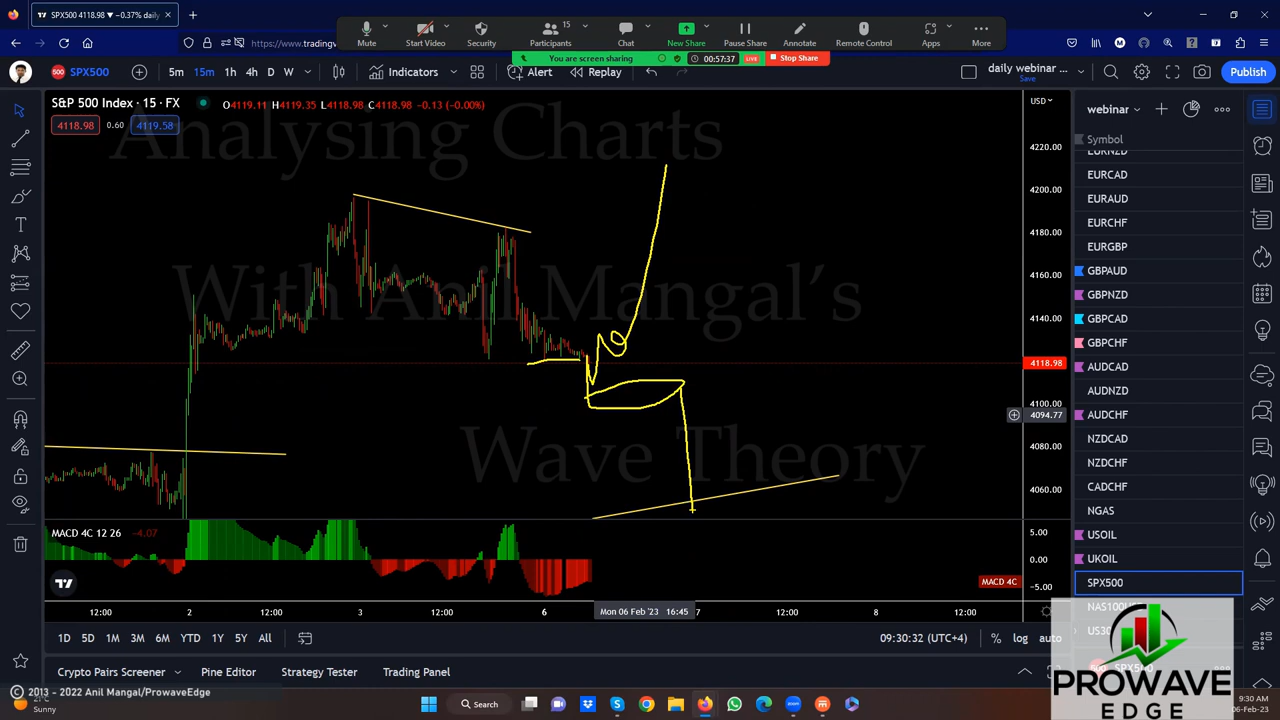 SPX500 4118.98 ▼ −0.37% daily
https://www.tradingv
Mute
Start Video
Security
Participants
15
Chat
New Share
Pause Share
Annotate
Remote Control
Apps
More
You are screen sharing
00:57:37
LIVE
Stop Share
SPX500
5m
15m
1h
4h
D
W
Indicators
Alert
Replay
daily webinar ...
Save
Publish
S&P 500 Index · 15 · FX
O4119.11 H4119.35 L4118.98 C4118.98 −0.13 (−0.00%)
4118.98
0.60
4119.58
Analysing Charts
With Anil Mangal's
Wave Theory
USD
4220.00
4200.00
4180.00
4160.00
4140.00
4118.98
4100.00
4094.77
4080.00
4060.00
MACD 4C 12 26 −4.07
5.00
0.00
MACD 4C
−5.00
12:00
2
12:00
3
12:00
6
Mon 06 Feb '23 16:45
7
12:00
8
12:00
1D
5D
1M
3M
6M
YTD
1Y
5Y
All
09:30:32 (UTC+4)
%
log
auto
Crypto Pairs Screener
Pine Editor
Strategy Tester
Trading Panel
webinar
Symbol
EURNZD
EURCAD
EURAUD
EURCHF
EURGBP
GBPAUD
GBPNZD
GBPCAD
GBPCHF
AUDCAD
AUDNZD
AUDCHF
NZDCAD
NZDCHF
CADCHF
NGAS
USOIL
UKOIL
SPX500
NAS100US
US30
SPX500
PROWAVE
EDGE
© 2013 - 2022 Anil Mangal/ProwaveEdge
21°C
Sunny
Search
9:30 AM
06-Feb-23